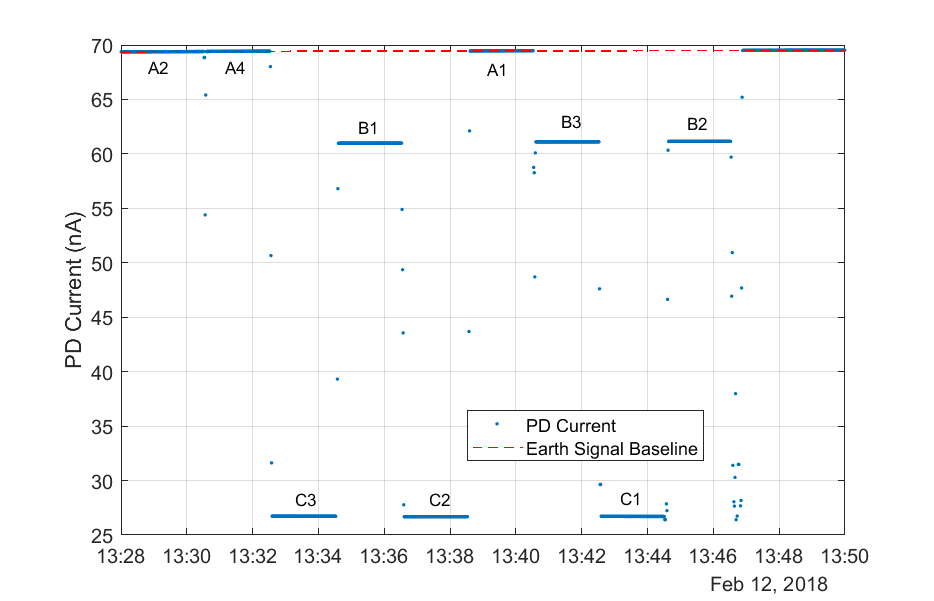 70
65
60
55
50
45
40
35
30
25
PD Current (nA)
A2
A4
A1
B1
B3
B2
PD Current
Earth Signal Baseline
C3
C2
C1
13:28 13:30 13:32 13:34 13:36 13:38 13:40 13:42 13:44 13:46 13:48 13:50
Feb 12, 2018